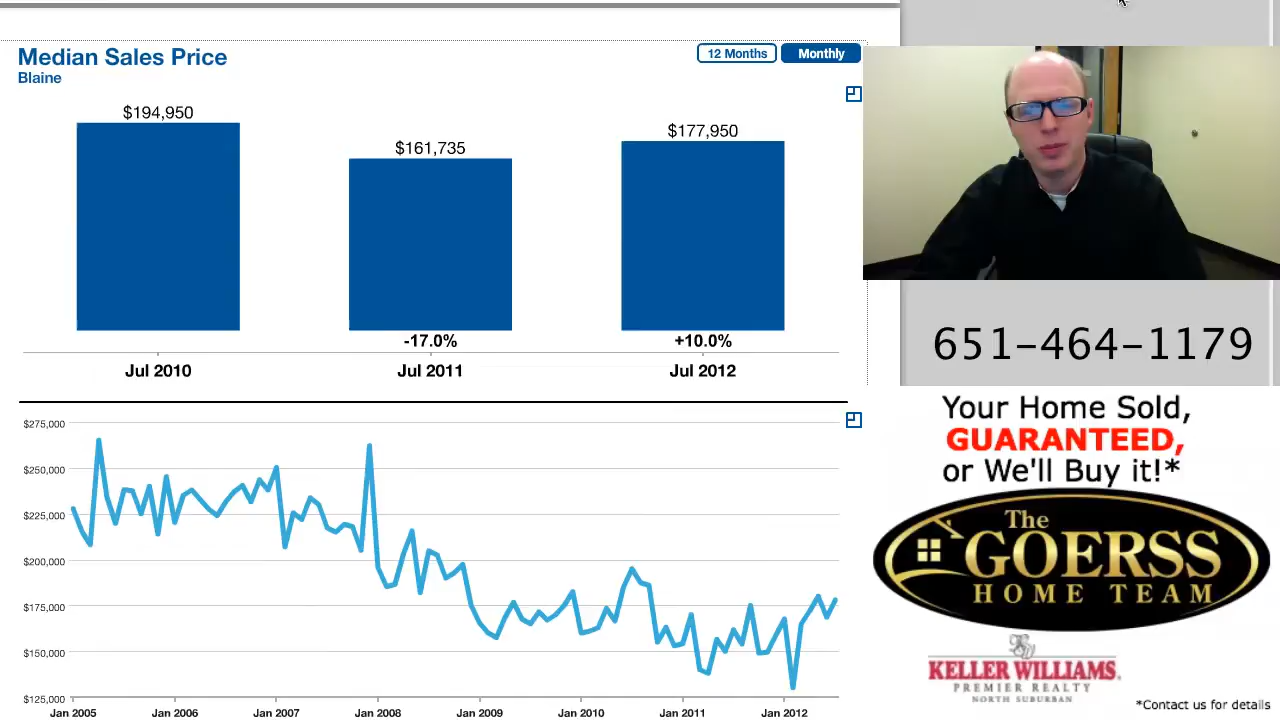 Median Sales Price
Blaine
12 Months
Monthly
$194,950
$161,735
$177,950
-17.0%
+10.0%
Jul 2010
Jul 2011
Jul 2012
$275,000
$250,000
$225,000
$200,000
$175,000
$150,000
$125,000
Jan 2005
Jan 2006
Jan 2007
Jan 2008
Jan 2009
Jan 2010
Jan 2011
Jan 2012
651-464-1179
Your Home Sold,
GUARANTEED,
or We'll Buy it!*
The
GOERSS
HOME TEAM
KELLER WILLIAMS®
PREMIER REALTY
NORTH SUBURBAN
*Contact us for details